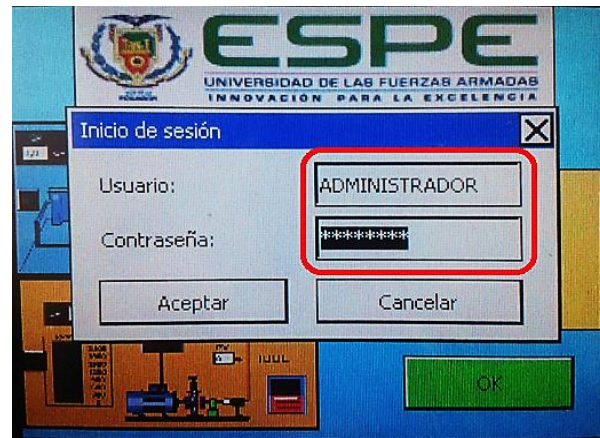 ESPE
UNIVERSIDAD DE LAS FUERZAS ARMADAS
INNOVACIÓN PARA LA EXCELENCIA
Inicio de sesión
Usuario:
ADMINISTRADOR
Contraseña:
*********
Aceptar
Cancelar
OK